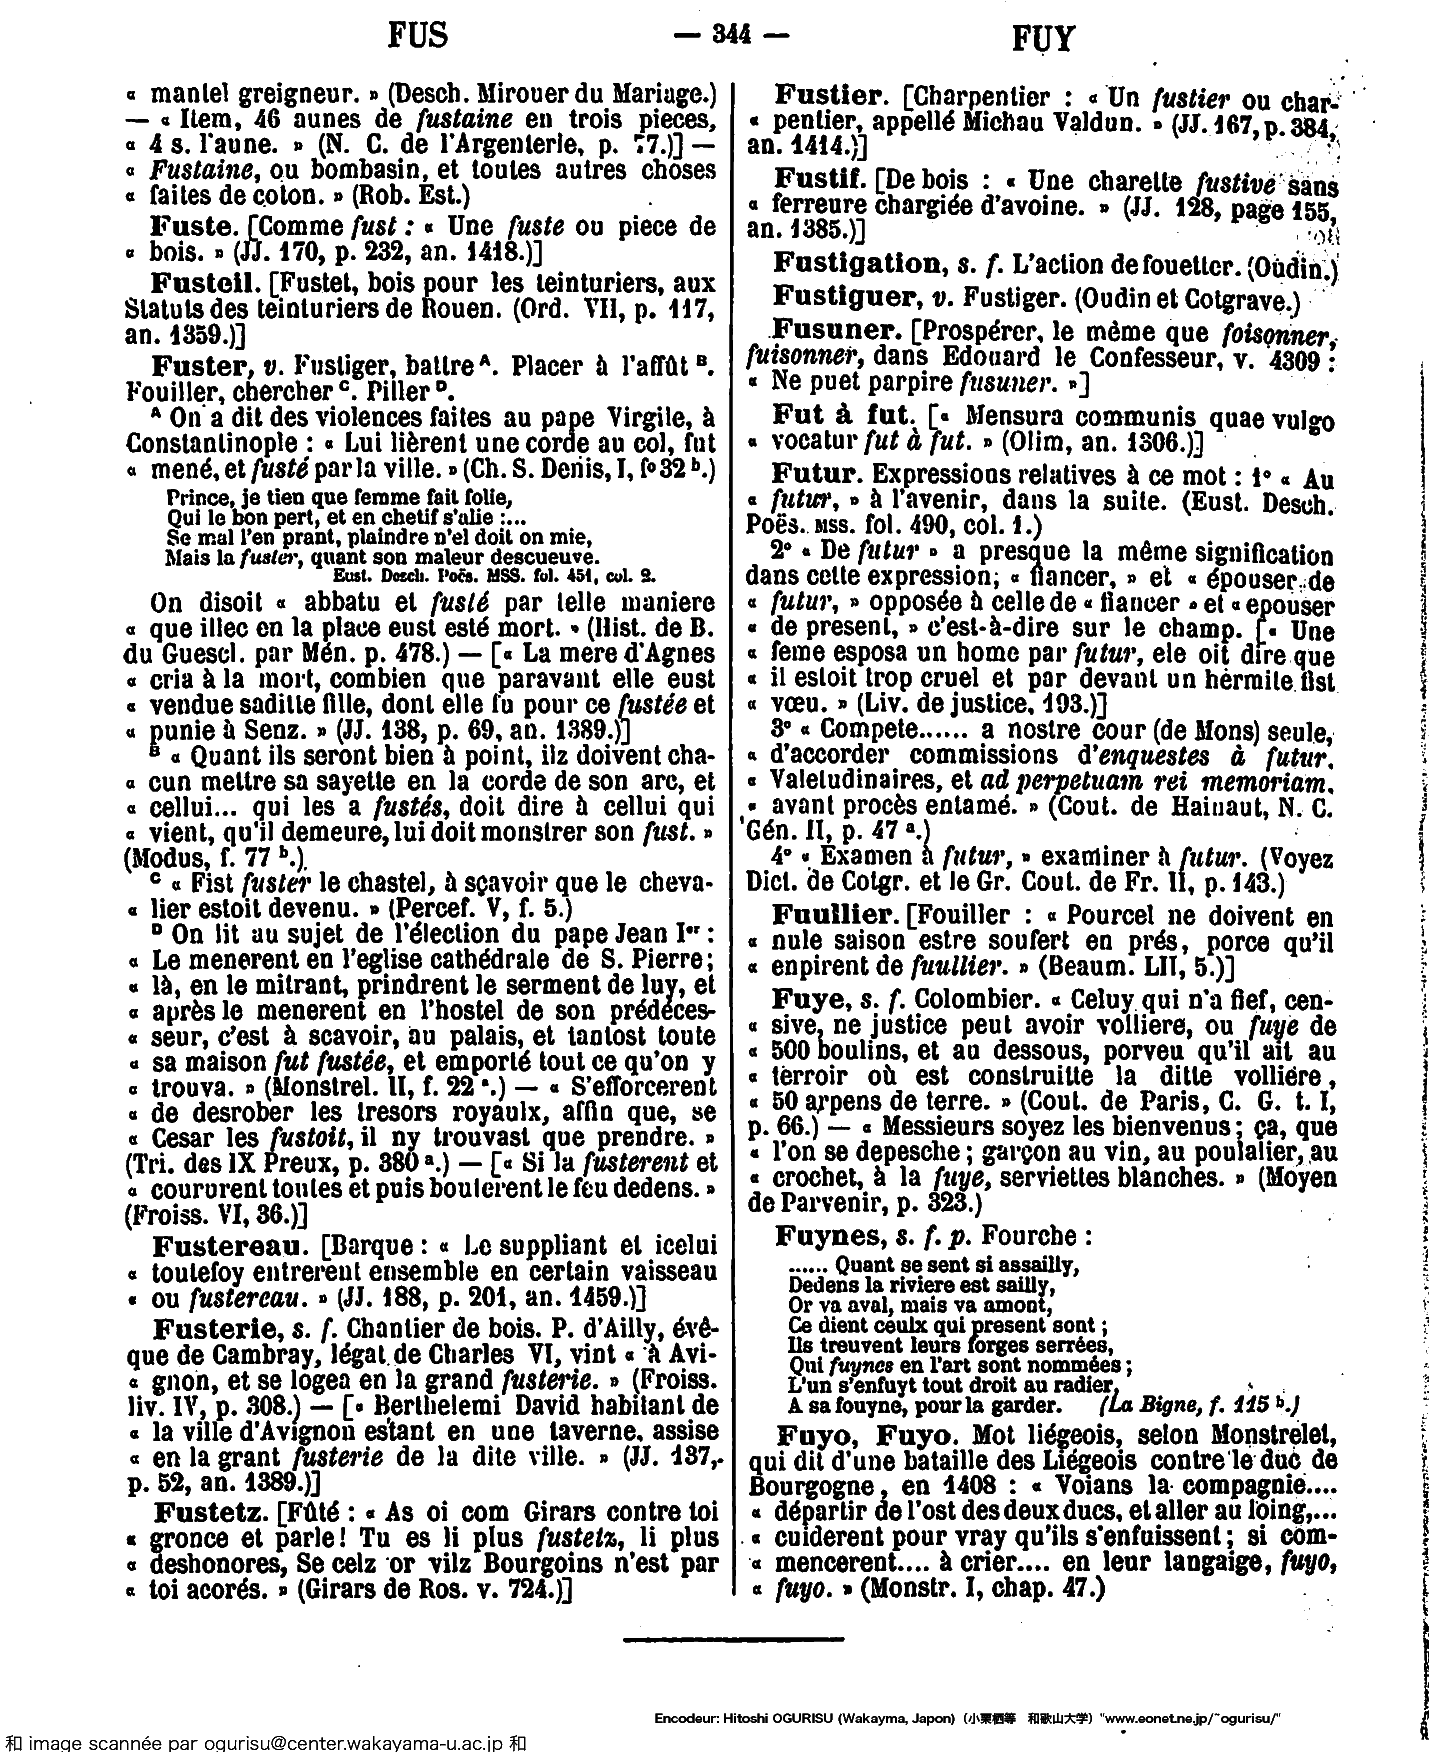 FUS
— 344 —
FUY
« mantel greigneur. » (Desch. Mirouer du Mariage.)
— « Item, 46 aunes de fustaine en trois pieces,
« 4 s. l'aune. » (N. C. de l'Argenterie, p. 77.)] —
« Fustaine, ou bombasin, et toutes autres choses
« faites de coton. » (Rob. Est.)
Fuste. [Comme fust : « Une fuste ou piece de
« bois. » (JJ. 170, p. 232, an. 1418.)]
Fusteil. [Fustet, bois pour les teinturiers, aux
Statuts des teinturiers de Rouen. (Ord. VII, p. 117,
an. 1359.)]
Fuster, v. Fustiger, battre A. Placer à l'affût B.
Fouiller, chercher C. Piller D.
A On a dit des violences faites au pape Virgile, à
Constantinople : « Lui lièrent une corde au col, fut
« mené, et fusté par la ville. » (Ch. S. Denis, I, fo 32 b.)
Prince, je tien que femme fait folie,
Qui le bon pert, et en chetif s'alie :...
Se mal l'en prant, plaindre n'el doit on mie,
Mais la fuster, quant son maleur descueuve.
Eust. Desch. Poës. MSS. fol. 451, col. 2.
On disoit « abbatu et fusté par telle maniere
« que illec en la place eust esté mort. » (Hist. de B.
du Guescl. par Mén. p. 478.) — [« La mere d'Agnes
« cria à la mort, combien que paravant elle eust
« vendue saditte fille, dont elle fu pour ce fustée et
« punie à Senz. » (JJ. 138, p. 69, an. 1389.)]
B « Quant ils seront bien à point, ilz doivent cha-
« cun mettre sa sayette en la corde de son arc, et
« cellui... qui les a fustés, doit dire à cellui qui
« vient, qu'il demeure, lui doit monstrer son fust. »
(Modus, f. 77 b.)
C « Fist fuster le chastel, à sçavoir que le cheva-
« lier estoit devenu. » (Percef. V, f. 5.)
D On lit au sujet de l'élection du pape Jean Ier :
« Le menerent en l'eglise cathédrale de S. Pierre ;
« là, en le mitrant, prindrent le serment de luy, et
« après le menerent en l'hostel de son prédéces-
« seur, c'est à scavoir, au palais, et tantost toute
« sa maison fut fustée, et emporté tout ce qu'on y
« trouva. » (Monstrel. II, f. 22 a.) — « S'efforcerent
« de desrober les tresors royaulx, affin que, se
« Cesar les fustoit, il ny trouvast que prendre. »
(Tri. des IX Preux, p. 380 a.) — [« Si la fusterent et
« coururent toutes et puis bouterent le feu dedens. »
(Froiss. VI, 36.)]
Fustereau. [Barque : « Le suppliant et icelui
« toutefoy entrerent ensemble en certain vaisseau
« ou fustereau. » (JJ. 188, p. 201, an. 1459.)]
Fusterie, s. f. Chantier de bois. P. d'Ailly, évê-
que de Cambray, légat de Charles VI, vint « à Avi-
« gnon, et se logea en la grand fusterie. » (Froiss.
liv. IV, p. 308.) — [« Berthelemi David habitant de
« la ville d'Avignon estant en une taverne, assise
« en la grant fusterie de la dite ville. » (JJ. 137,
p. 52, an. 1389.)]
Fustetz. [Fûté : « As oi com Girars contre toi
« gronce et parle ! Tu es li plus fustetz, li plus
« deshonores, Se celz or vilz Bourgoins n'est par
« toi acorés. » (Girars de Ros. v. 724.)]
Fustier. [Charpentier : « Un fustier ou char-
« pentier, appellé Michau Valdun. » (JJ. 167, p. 384,
an. 1414.)]
Fustif. [De bois : « Une charette fustive sans
« ferreure chargiée d'avoine. » (JJ. 128, page 155,
an. 1385.)]
Fustigation, s. f. L'action de fouetter. (Oudin.)
Fustiguer, v. Fustiger. (Oudin et Cotgrave.)
Fusuner. [Prospérer, le même que foisonner,
fuisonner, dans Edouard le Confesseur, v. 4309 :
« Ne puet parpire fusuner. »]
Fut à fut. [« Mensura communis quae vulgo
« vocatur fut à fut. » (Olim, an. 1306.)]
Futur. Expressions relatives à ce mot : 1° « Au
« futur, » à l'avenir, dans la suite. (Eust. Desch.
Poës. MSS. fol. 490, col. 1.)
2° « De futur » a presque la même signification
dans cette expression; « fiancer, » et « épouser de
« futur, » opposée à celle de « fiancer » et « epouser
« de present, » c'est-à-dire sur le champ. [« Une
« feme esposa un home par futur, ele oit dire que
« il estoit trop cruel et par devant un hermite fist
« vœu. » (Liv. de justice, 193.)]
3° « Compete...... a nostre cour (de Mons) seule,
« d'accorder commissions d'enquestes à futur.
« Valetudinaires, et ad perpetuam rei memoriam.
« avant procès entamé. » (Cout. de Hainaut, N. C.
Gén. II, p. 47 a.)
4° « Examen à futur, » examiner à futur. (Voyez
Dict. de Cotgr. et le Gr. Cout. de Fr. II, p. 143.)
Fuullier. [Fouiller : « Pourcel ne doivent en
« nule saison estre soufert en prés, porce qu'il
« enpirent de fuullier. » (Beaum. LII, 5.)]
Fuye, s. f. Colombier. « Celuy qui n'a fief, cen-
« sive, ne justice peut avoir volliere, ou fuye de
« 500 boulins, et au dessous, porveu qu'il ait au
« terroir où est construitte la ditte volliére,
« 50 arpens de terre. » (Cout. de Paris, C. G. t. I,
p. 66.) — « Messieurs soyez les bienvenus ; ça, que
« l'on se depesche ; garçon au vin, au poulalier, au
« crochet, à la fuye, serviettes blanches. » (Moyen
de Parvenir, p. 323.)
Fuynes, s. f. p. Fourche :
...... Quant se sent si assailly,
Dedens la riviere est sailly,
Or va aval, mais va amont,
Ce dient ceulx qui present sont ;
Ils treuvent leurs forges serrées,
Qui fuynes en l'art sont nommées ;
L'un s'enfuyt tout droit au radier,
A sa fouyne, pour la garder. (La Bigne, f. 115 b.)
Fuyo, Fuyo. Mot liégeois, selon Monstrelet,
qui dit d'une bataille des Liégeois contre le duc de
Bourgogne, en 1408 : « Voians la compagnie....
« départir de l'ost des deux ducs, et aller au loing,...
« cuiderent pour vray qu'ils s'enfuissent ; si com-
« mencerent.... à crier.... en leur langaige, fuyo,
« fuyo. » (Monstr. I, chap. 47.)
Encodeur: Hitoshi OGURISU (Wakayma, Japon) (小栗栖等 和歌山大学) "www.eonet.ne.jp/~ogurisu/"
和 image scannée par ogurisu@center.wakayama-u.ac.jp 和